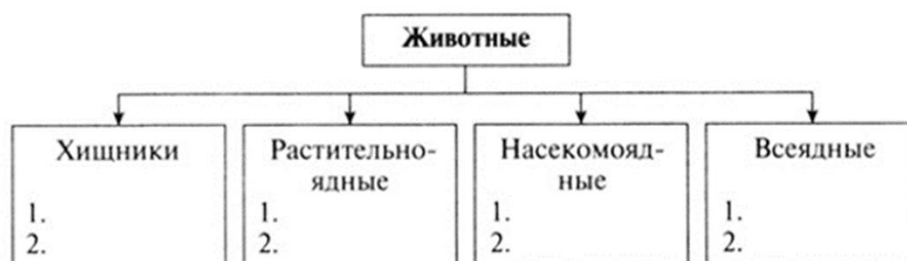 Животные
Хищники
1.
2.
Растительно-
ядные
1.
2.
Насекомояд-
ные
1.
2.
Всеядные
1.
2.